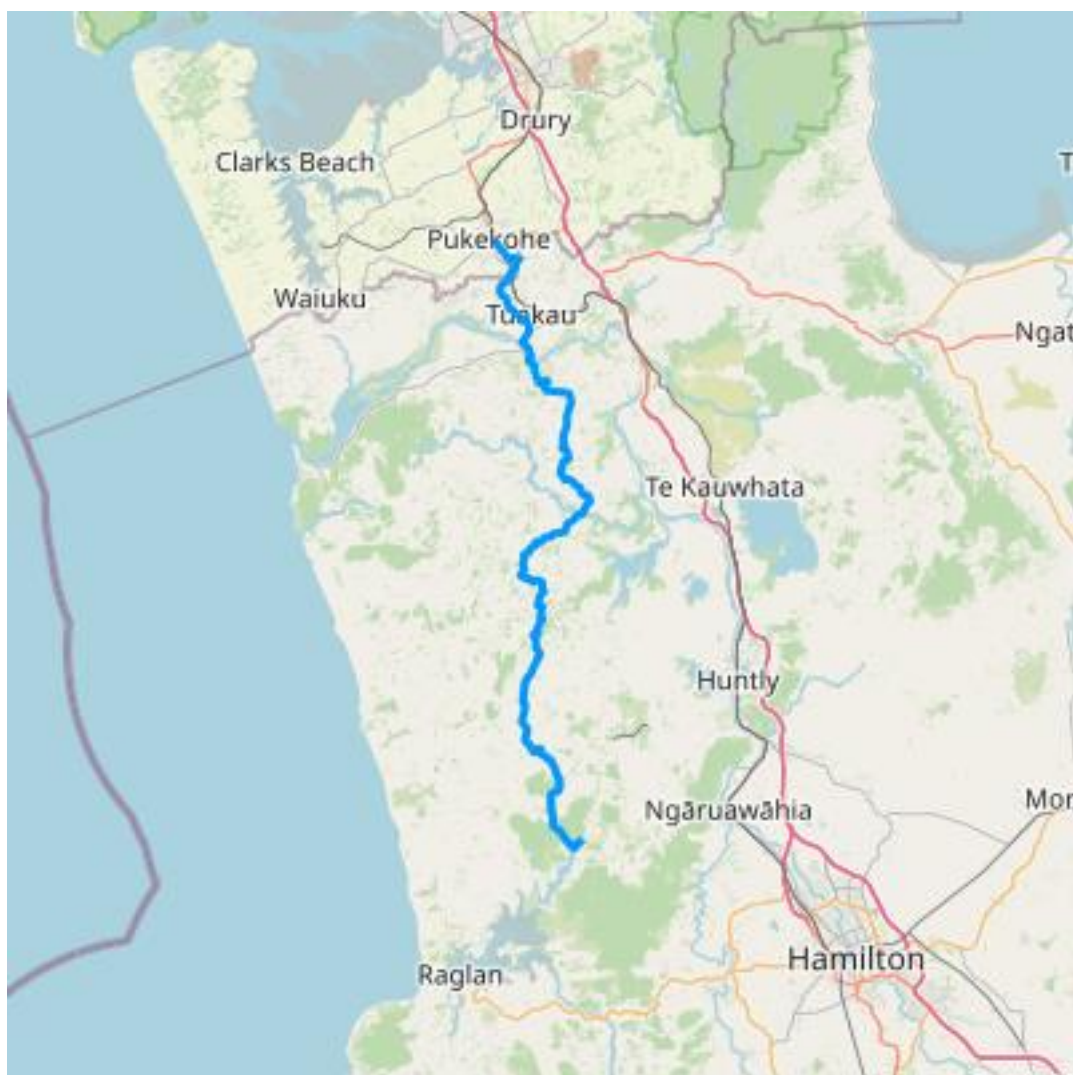 Drury
Clarks Beach
T
Pukekohe
Waiuku
Tuakau
Ngat
Te Kauwhata
Huntly
Ngāruawāhia
Mor
Hamilton
Raglan